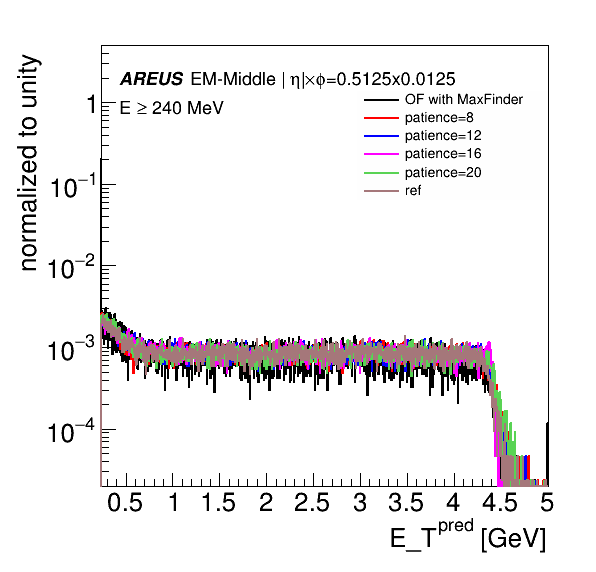 AREUS EM-Middle | η|×ϕ=0.5125x0.0125
E ≥ 240 MeV
OF with MaxFinder
patience=8
patience=12
patience=16
patience=20
ref
normalized to unity
1
10⁻¹
10⁻²
10⁻³
10⁻⁴
0.5 1 1.5 2 2.5 3 3.5 4 4.5 5
E_T^pred [GeV]